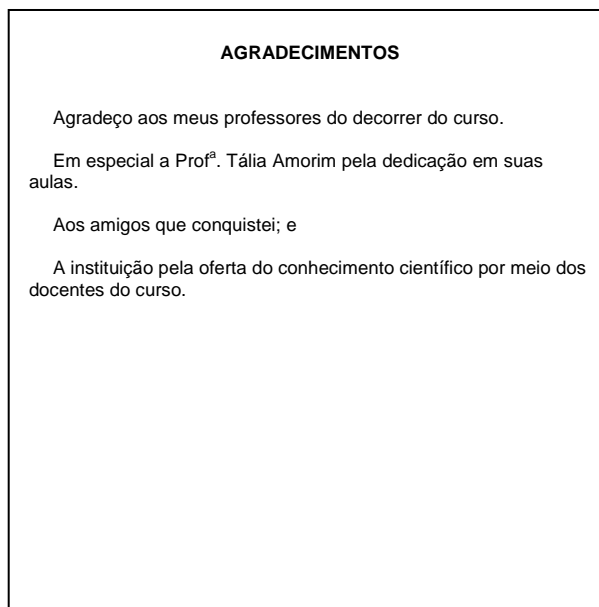 AGRADECIMENTOS
Agradeço aos meus professores do decorrer do curso.
Em especial a Profª. Tália Amorim pela dedicação em suas
aulas.
Aos amigos que conquistei; e
A instituição pela oferta do conhecimento científico por meio dos
docentes do curso.